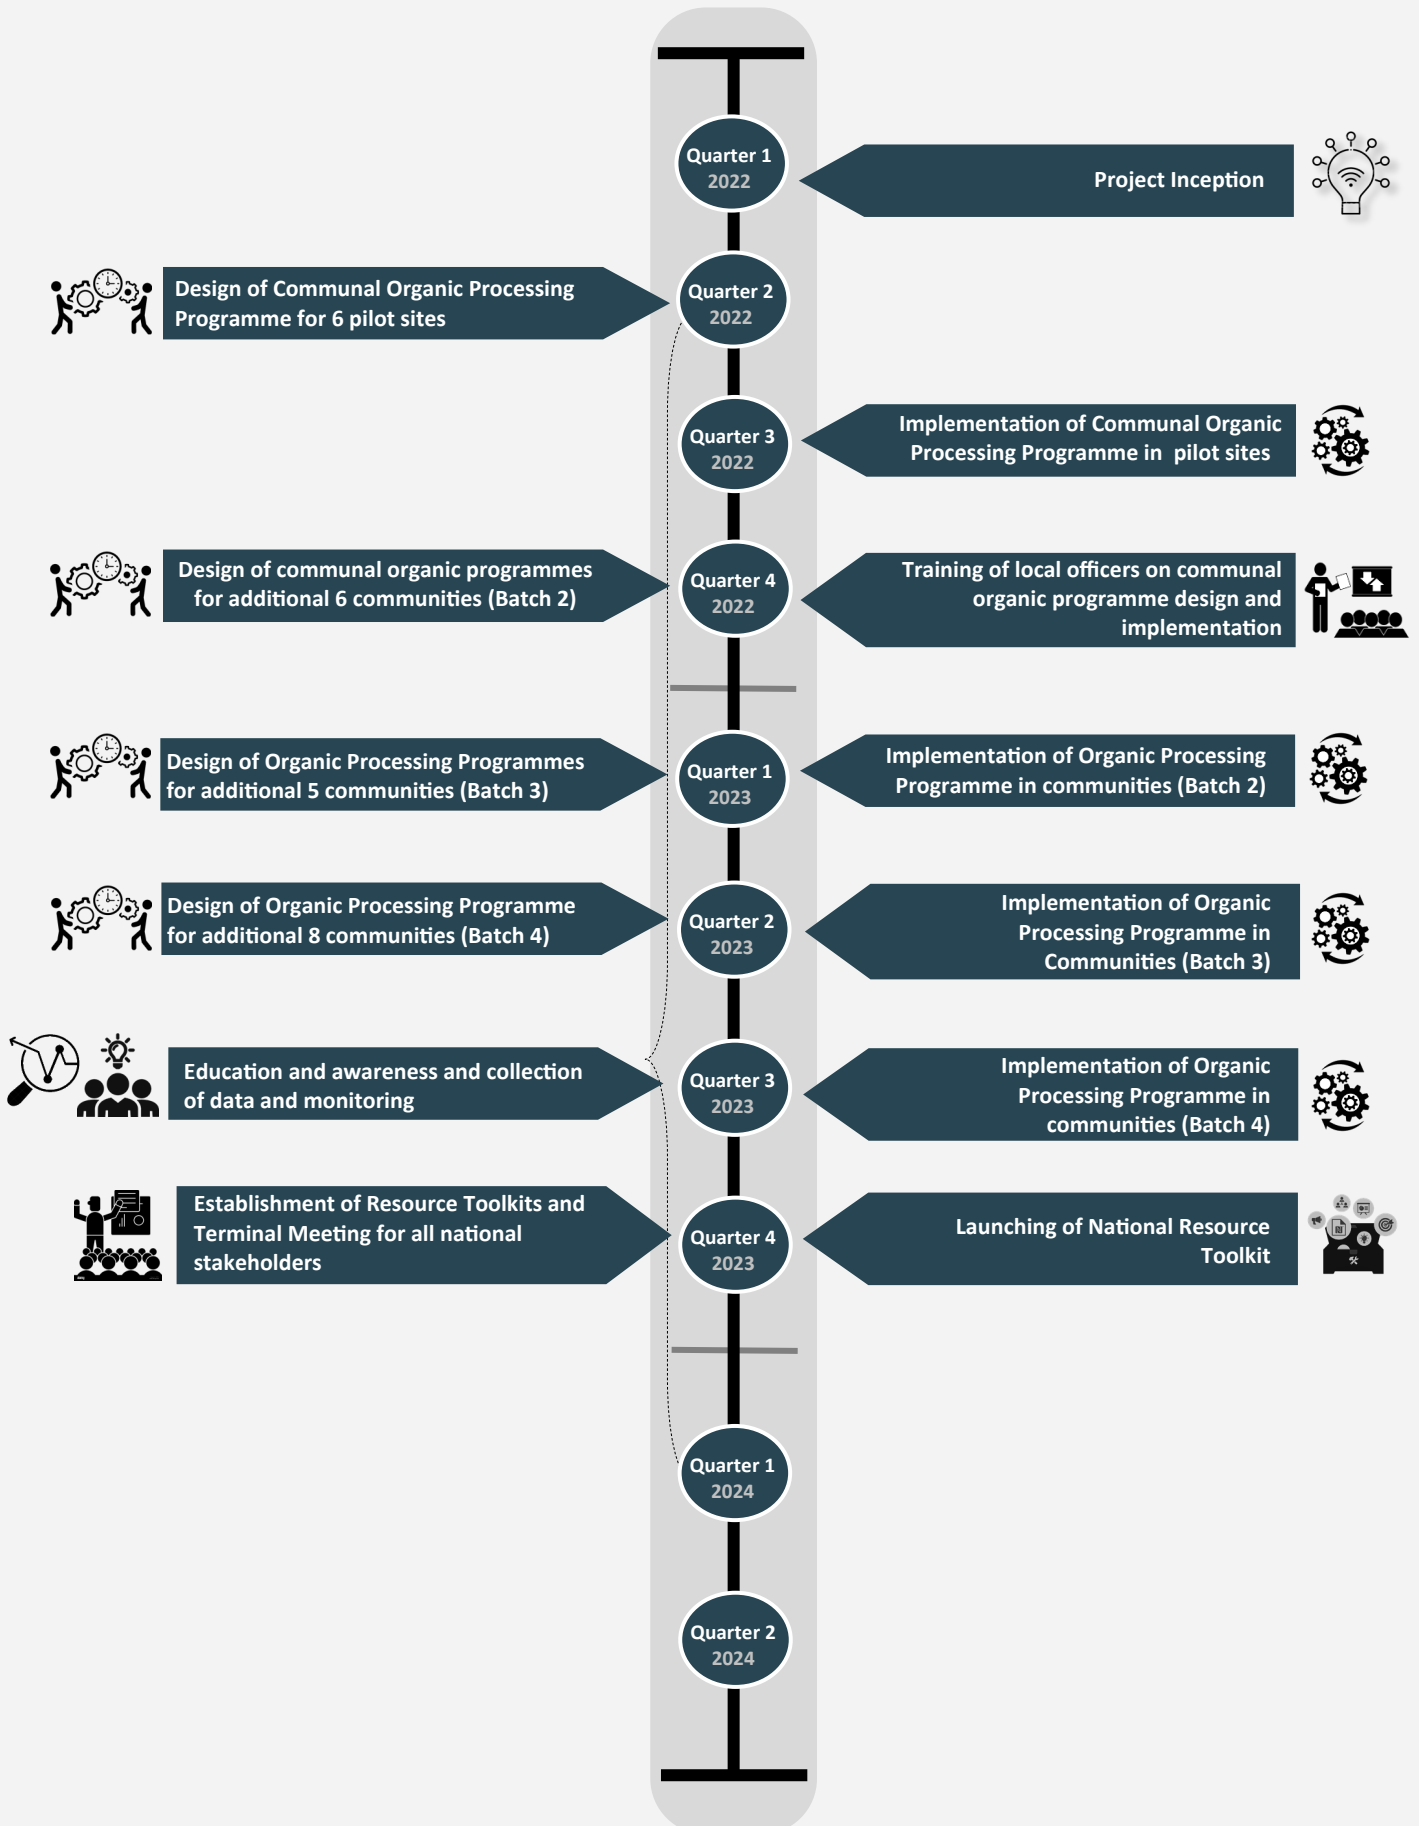 Quarter 1
2022
Project Inception
Design of Communal Organic Processing
Programme for 6 pilot sites
Quarter 2
2022
Quarter 3
2022
Implementation of Communal Organic
Processing Programme in pilot sites
Design of communal organic programmes
for additional 6 communities (Batch 2)
Quarter 4
2022
Training of local officers on communal
organic programme design and
implementation
Design of Organic Processing Programmes
for additional 5 communities (Batch 3)
Quarter 1
2023
Implementation of Organic Processing
Programme in communities (Batch 2)
Design of Organic Processing Programme
for additional 8 communities (Batch 4)
Quarter 2
2023
Implementation of Organic
Processing Programme in
Communities (Batch 3)
Education and awareness and collection
of data and monitoring
Quarter 3
2023
Implementation of Organic
Processing Programme in
communities (Batch 4)
Establishment of Resource Toolkits and
Terminal Meeting for all national
stakeholders
Quarter 4
2023
Launching of National Resource
Toolkit
Quarter 1
2024
Quarter 2
2024